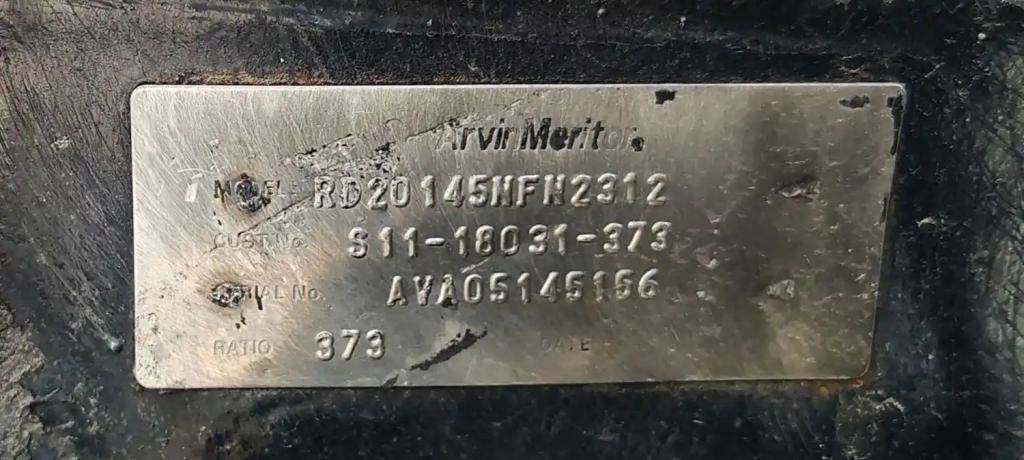 ArvinMeritor
MODEL RD20145NFN2312
CUST No. S11-18031-373
SERIAL No. AVA05145156
RATIO 373 DATE